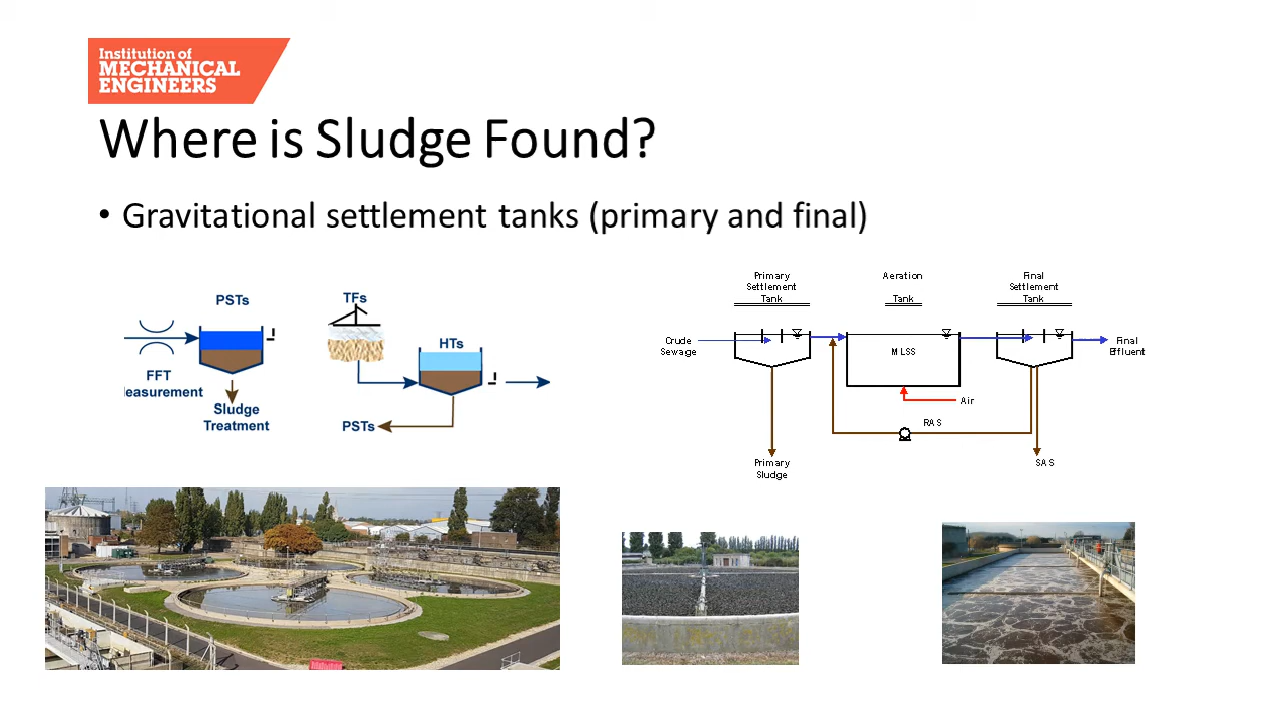 Institution of
MECHANICAL
ENGINEERS
Where is Sludge Found?
• Gravitational settlement tanks (primary and final)
PSTs
TFs
HTs
FFT
leasurement
Sludge
Treatment
PSTs
Primary
Settlement
Tank
Aeration
Tank
Final
Settlement
Tank
Crude
Sewage
MLSS
Final
Effluent
Air
RAS
Primary
Sludge
SAS